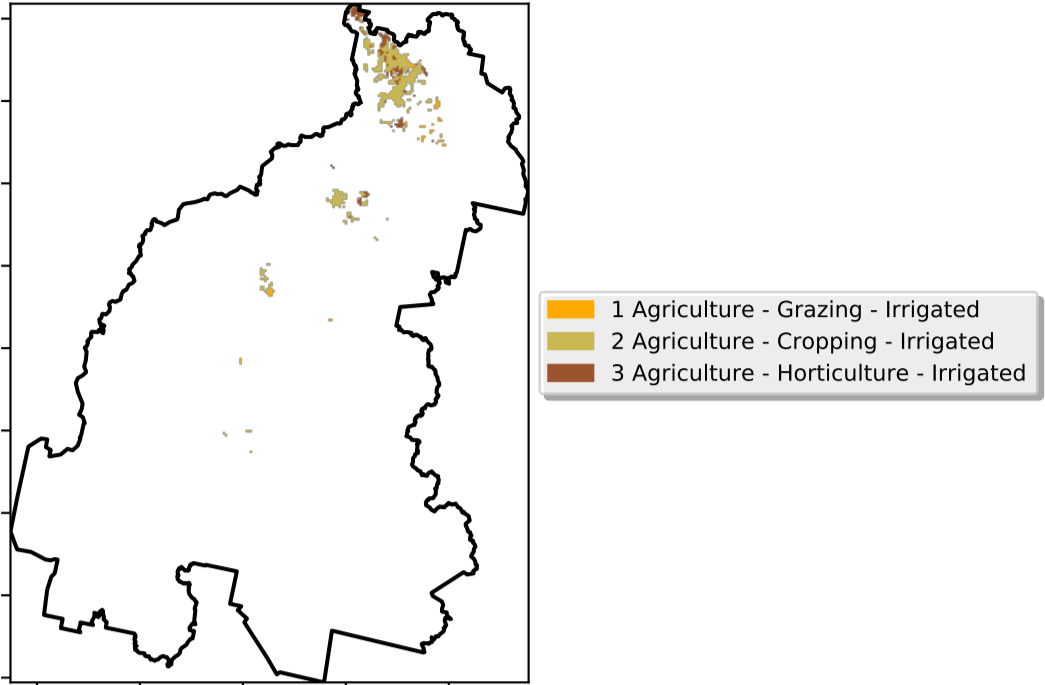 1 Agriculture - Grazing - Irrigated
2 Agriculture - Cropping - Irrigated
3 Agriculture - Horticulture - Irrigated